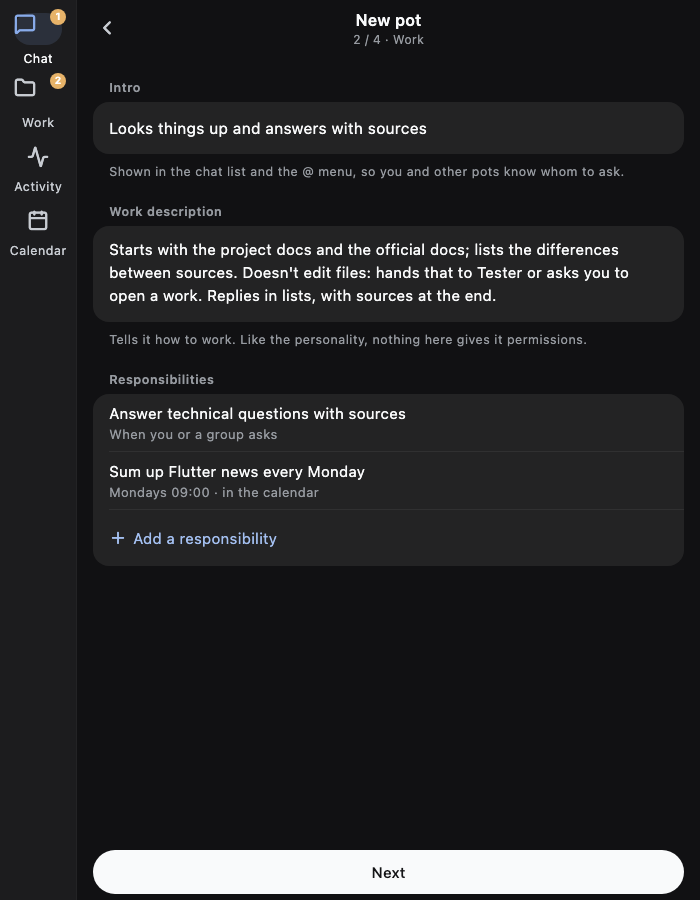 1
Chat
2
Work
Activity
Calendar
New pot
2 / 4 · Work
Intro
Looks things up and answers with sources
Shown in the chat list and the @ menu, so you and other pots know whom to ask.
Work description
Starts with the project docs and the official docs; lists the differences
between sources. Doesn't edit files: hands that to Tester or asks you to
open a work. Replies in lists, with sources at the end.
Tells it how to work. Like the personality, nothing here gives it permissions.
Responsibilities
Answer technical questions with sources
When you or a group asks
Sum up Flutter news every Monday
Mondays 09:00 · in the calendar
+ Add a responsibility
Next